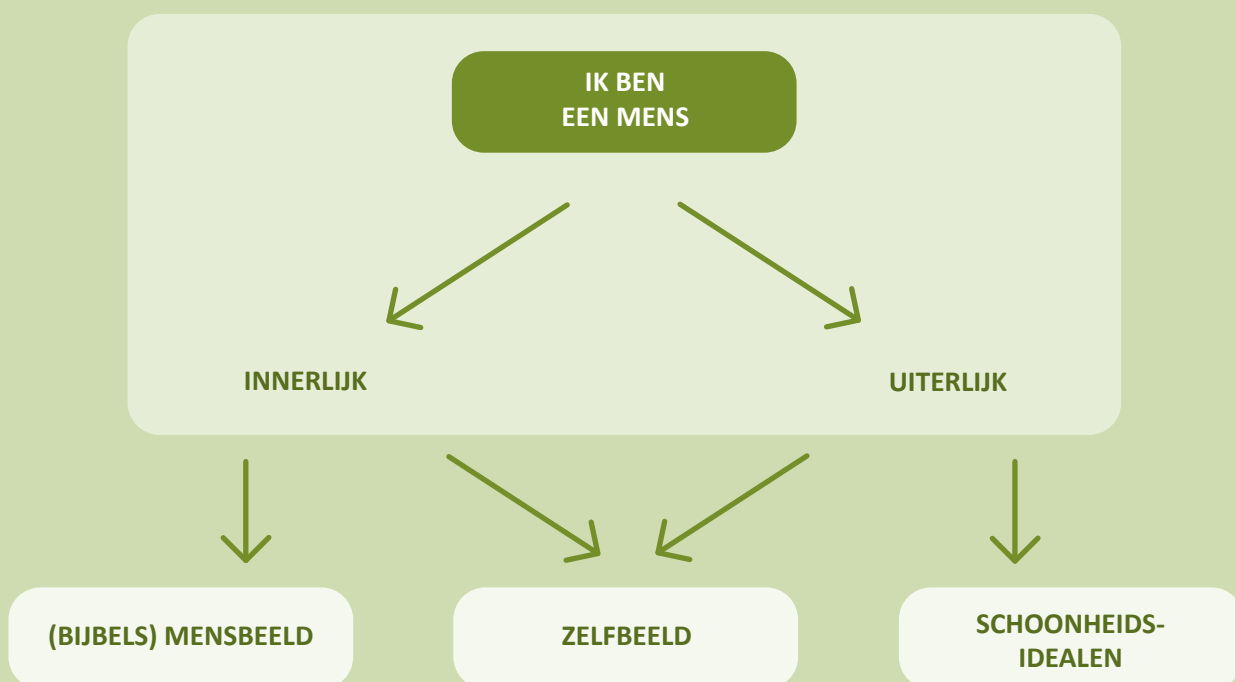 IK BEN
EEN MENS
INNERLIJK
UITERLIJK
(BIJBELS) MENSBEELD
ZELFBEELD
SCHOONHEIDS-
IDEALEN